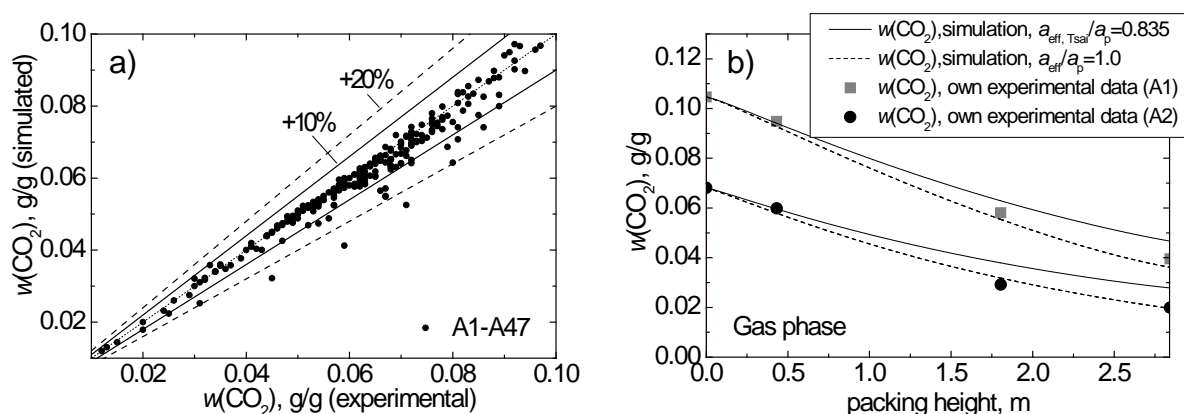 a)
w(CO₂), g/g (simulated)
0.10
0.08
0.06
0.04
0.02
+20%
+10%
A1-A47
0.02 0.04 0.06 0.08 0.10
w(CO₂), g/g (experimental)
b)
w(CO₂),simulation, a_eff, Tsai/a_p=0.835
w(CO₂),simulation, a_eff/a_p=1.0
w(CO₂), own experimental data (A1)
w(CO₂), own experimental data (A2)
w(CO₂), g/g
0.12
0.10
0.08
0.06
0.04
0.02
0.00
Gas phase
0.0 0.5 1.0 1.5 2.0 2.5
packing height, m